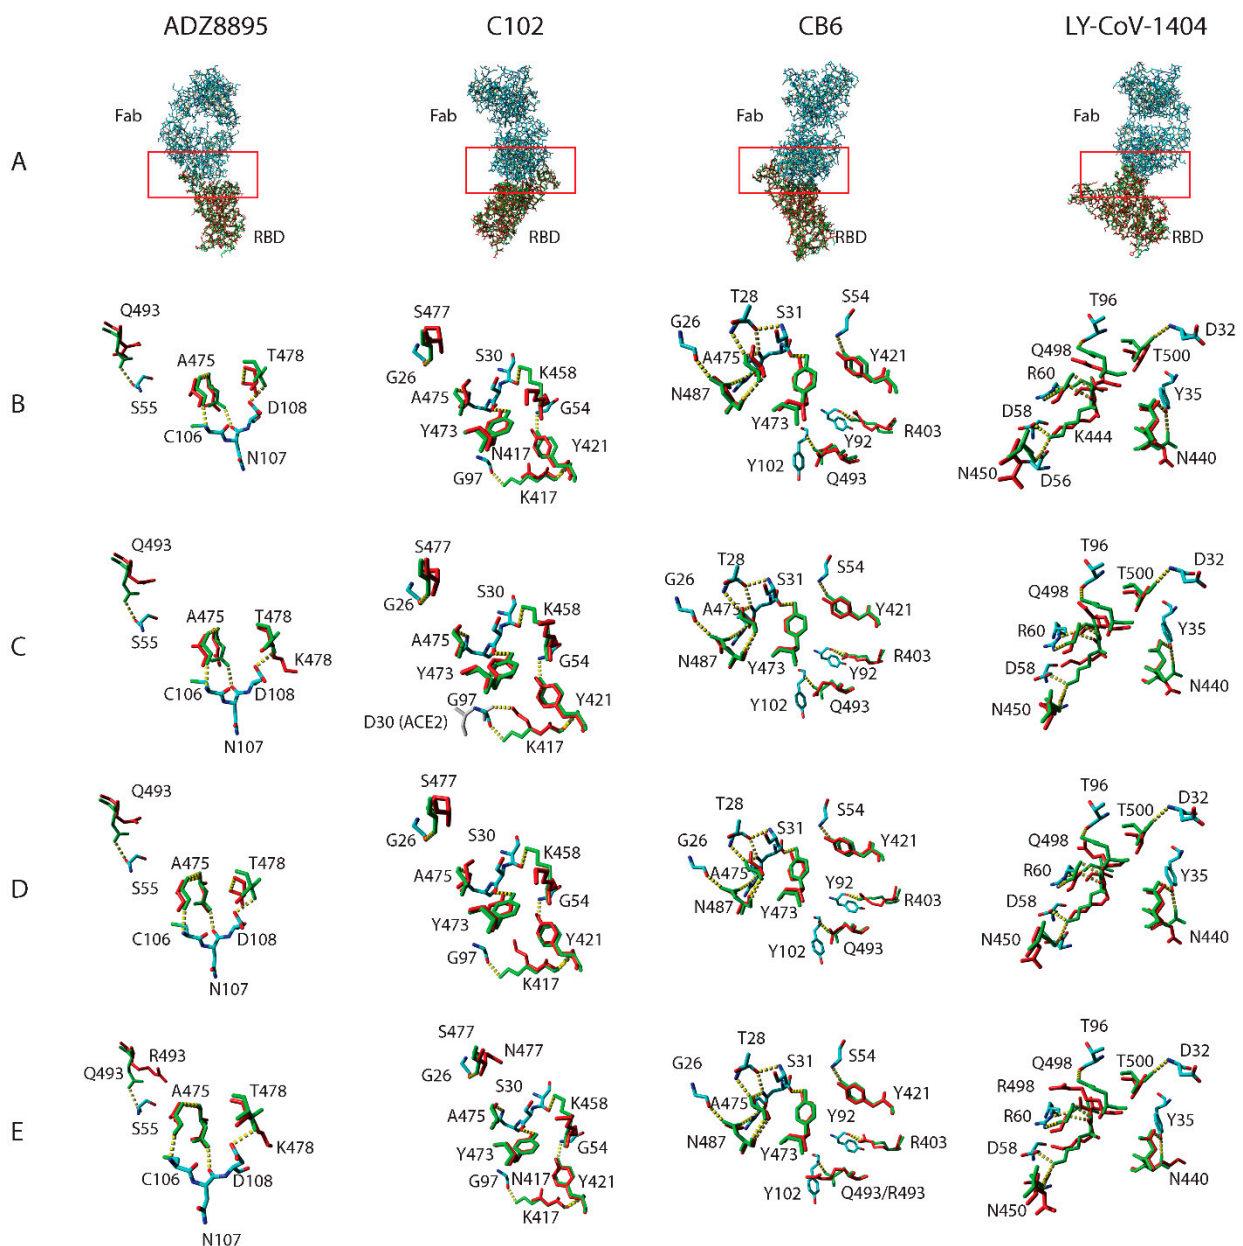 ADZ8895 C102 CB6 LY-CoV-1404
A
Fab Fab Fab Fab
RBD RBD RBD RBD
B
Q493
A475
T478
S55
D108
C106
N107
S477
G26
S30
K458
A475
G54
Y473
N417
Y421
G97
K417
T28
S31
S54
G26
A475
Y421
N487
Y473
R403
Y92
Y102
Q493
T96
D32
Q498
T500
R60
Y35
D58
K444
N450
N440
D56
C
Q493
A475
T478
S55
K478
C106
D108
N107
S477
G26
S30
K458
A475
G54
Y473
G97
Y421
D30 (ACE2)
K417
T28
S31
S54
G26
A475
Y421
N487
Y473
R403
Y92
Y102
Q493
T96
D32
Q498
T500
R60
Y35
D58
N440
N450
D
Q493
A475
T478
S55
C106
D108
N107
S477
G26
S30
K458
A475
G54
Y473
Y421
G97
K417
T28
S31
S54
G26
A475
Y421
N487
Y473
Y92
R403
Y102
Q493
T96
D32
Q498
T500
R60
Y35
D58
N450
N440
E
R493
Q493
A475
T478
S55
K478
C106
D108
N107
S477
N477
G26
S30
K458
A475
G54
Y473
N417
Y421
G97
K417
T28
S31
S54
G26
A475
Y421
Y92
N487
Y473
R403
Y102
Q493/R493
T96
D32
Q498
T500
R498
R60
Y35
D58
N440
N450